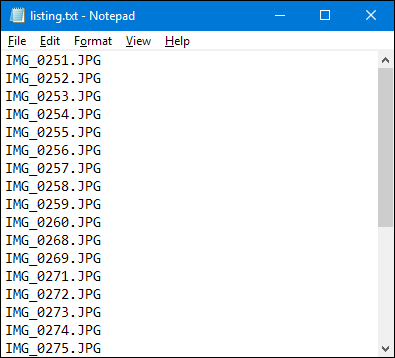 listing.txt - Notepad
File Edit Format View Help
IMG_0251.JPG
IMG_0252.JPG
IMG_0253.JPG
IMG_0254.JPG
IMG_0255.JPG
IMG_0256.JPG
IMG_0257.JPG
IMG_0258.JPG
IMG_0259.JPG
IMG_0260.JPG
IMG_0268.JPG
IMG_0269.JPG
IMG_0271.JPG
IMG_0272.JPG
IMG_0273.JPG
IMG_0274.JPG
IMG_0275.JPG